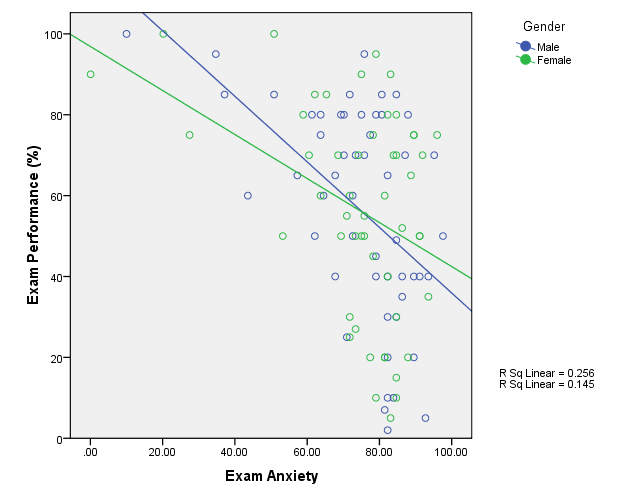 Gender
Male
Female
100
80
60
40
20
0
Exam Performance (%)
.00
20.00
40.00
60.00
80.00
100.00
Exam Anxiety
R Sq Linear = 0.256
R Sq Linear = 0.145